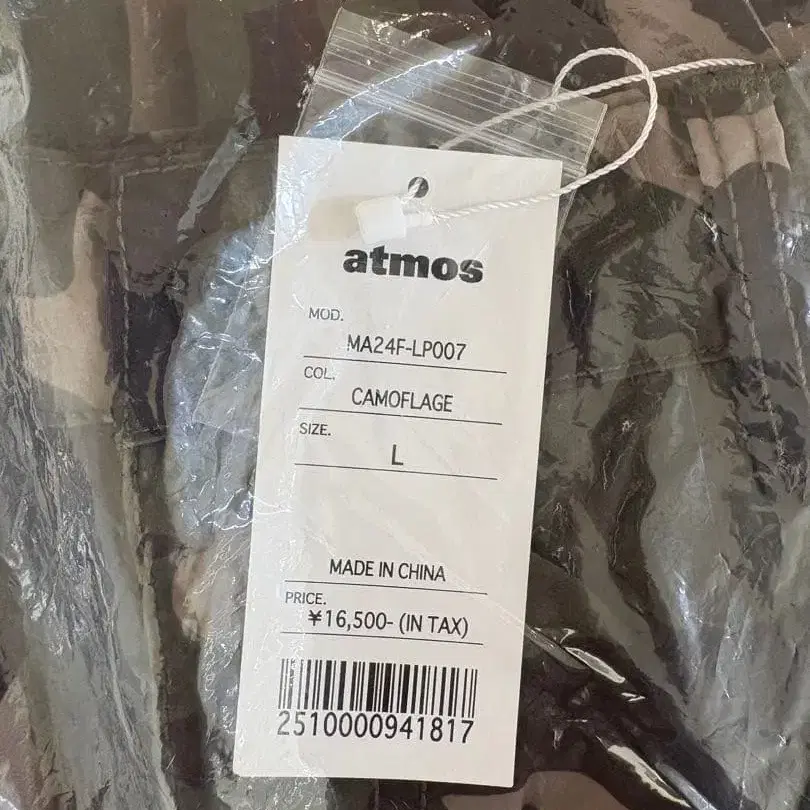 atmos
MOD.
MA24F-LP007
COL.
CAMOFLAGE
SIZE.
L
MADE IN CHINA
PRICE.
¥16,500- (IN TAX)
2510000941817